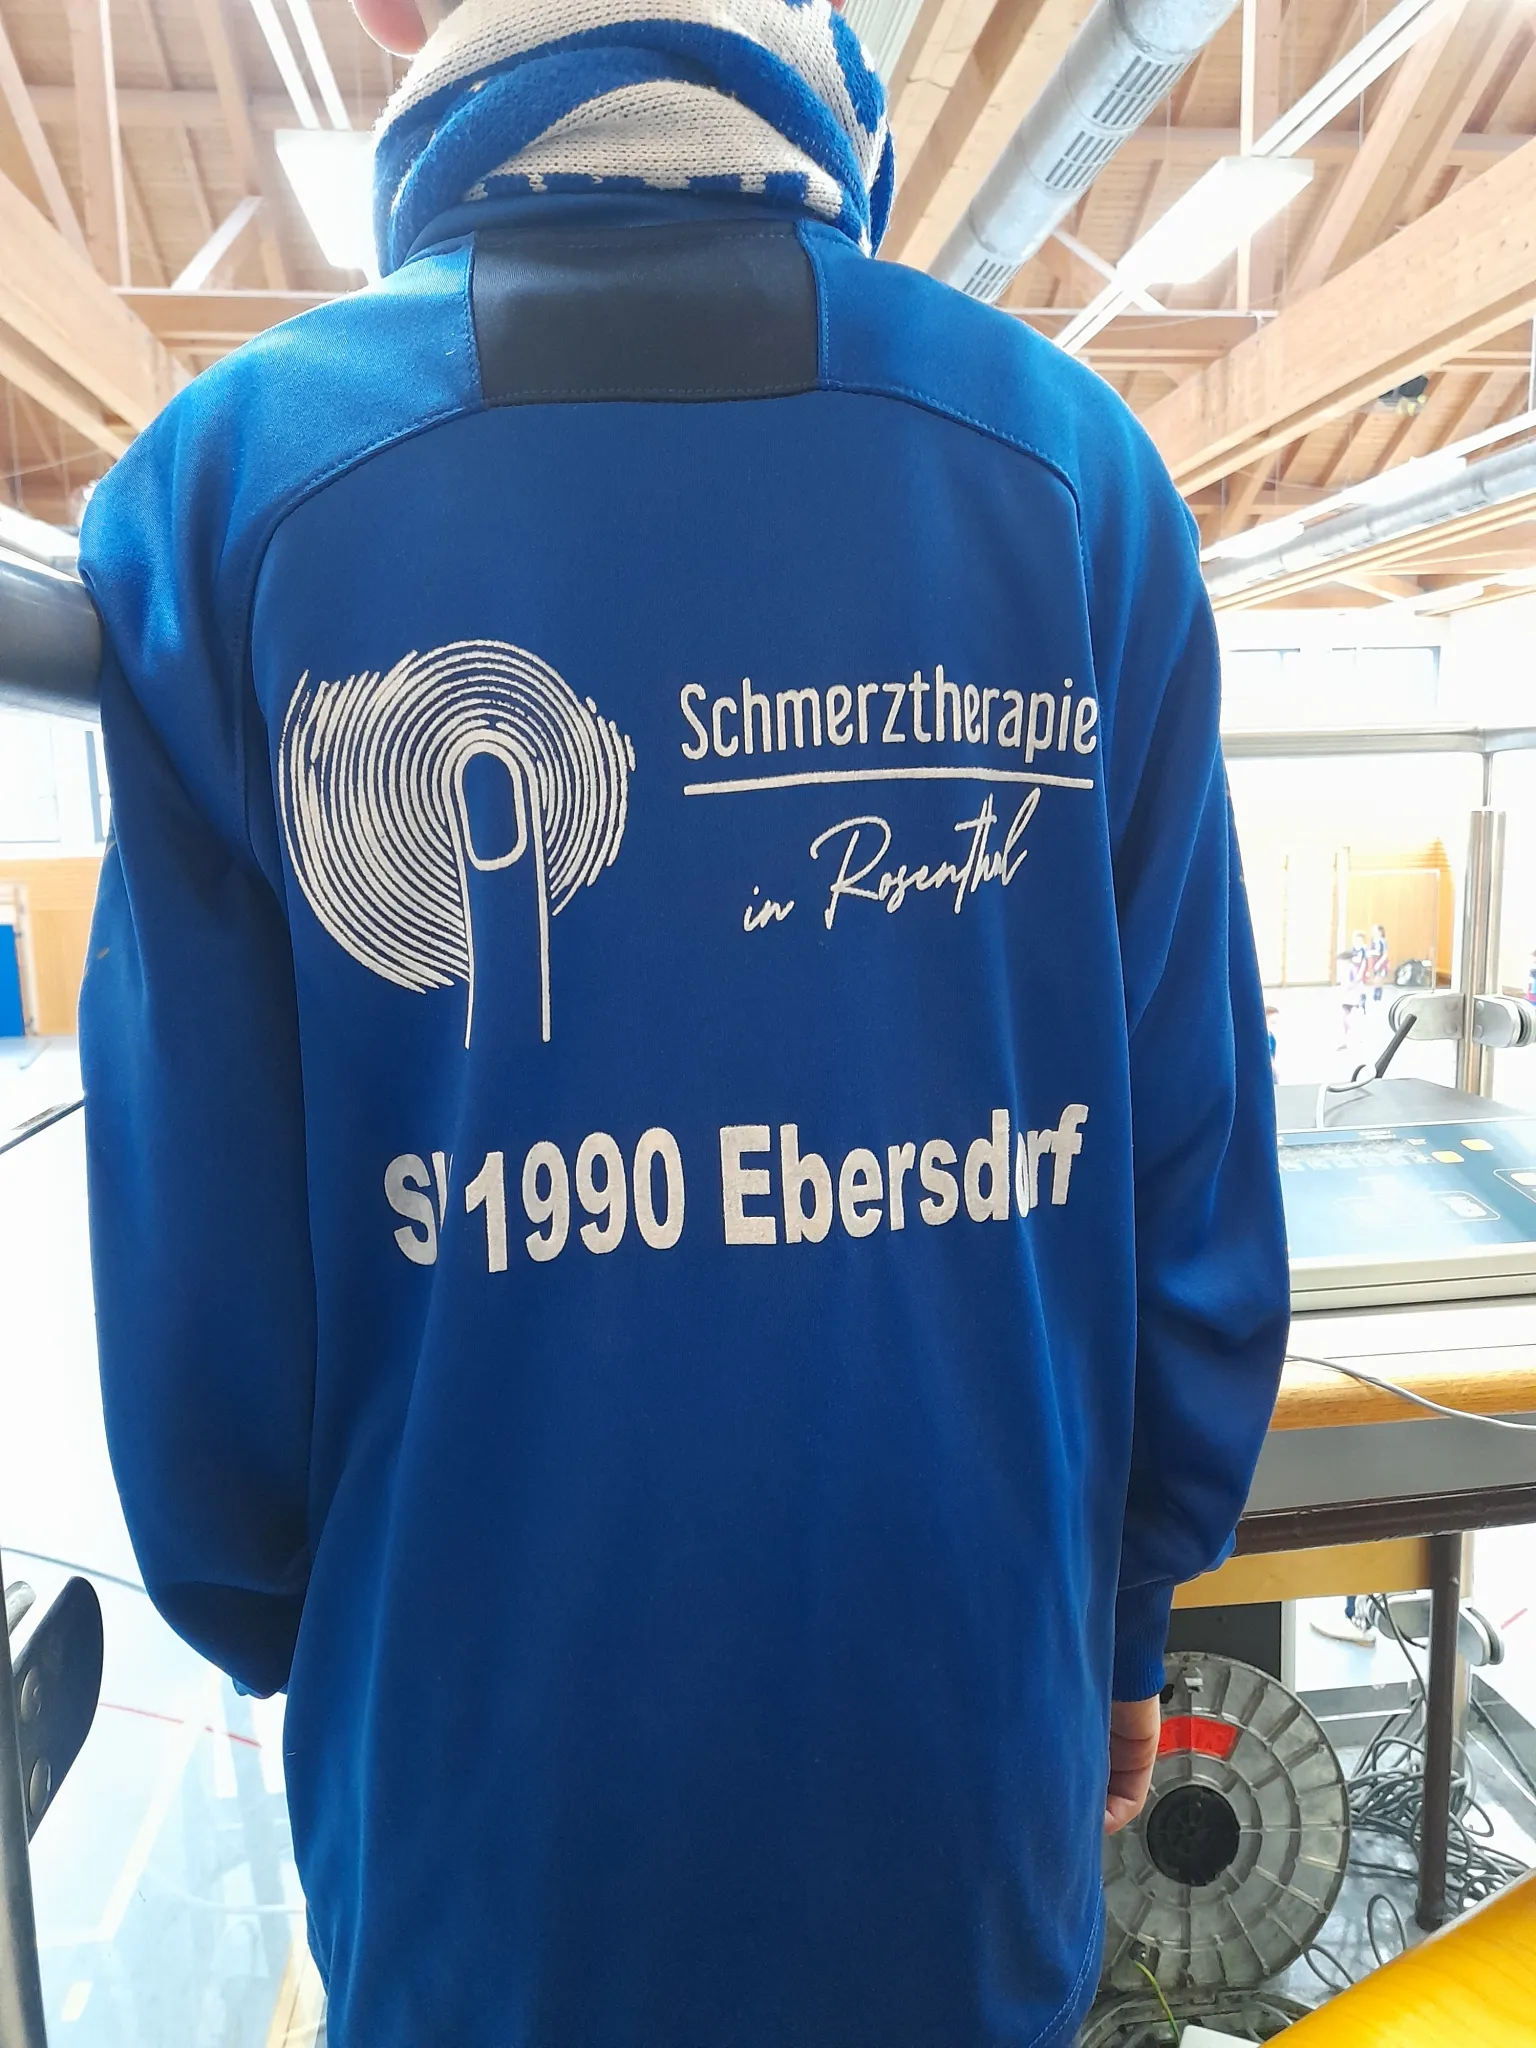 Schmerztherapie
in Rosenthal
1990 Ebersdorf